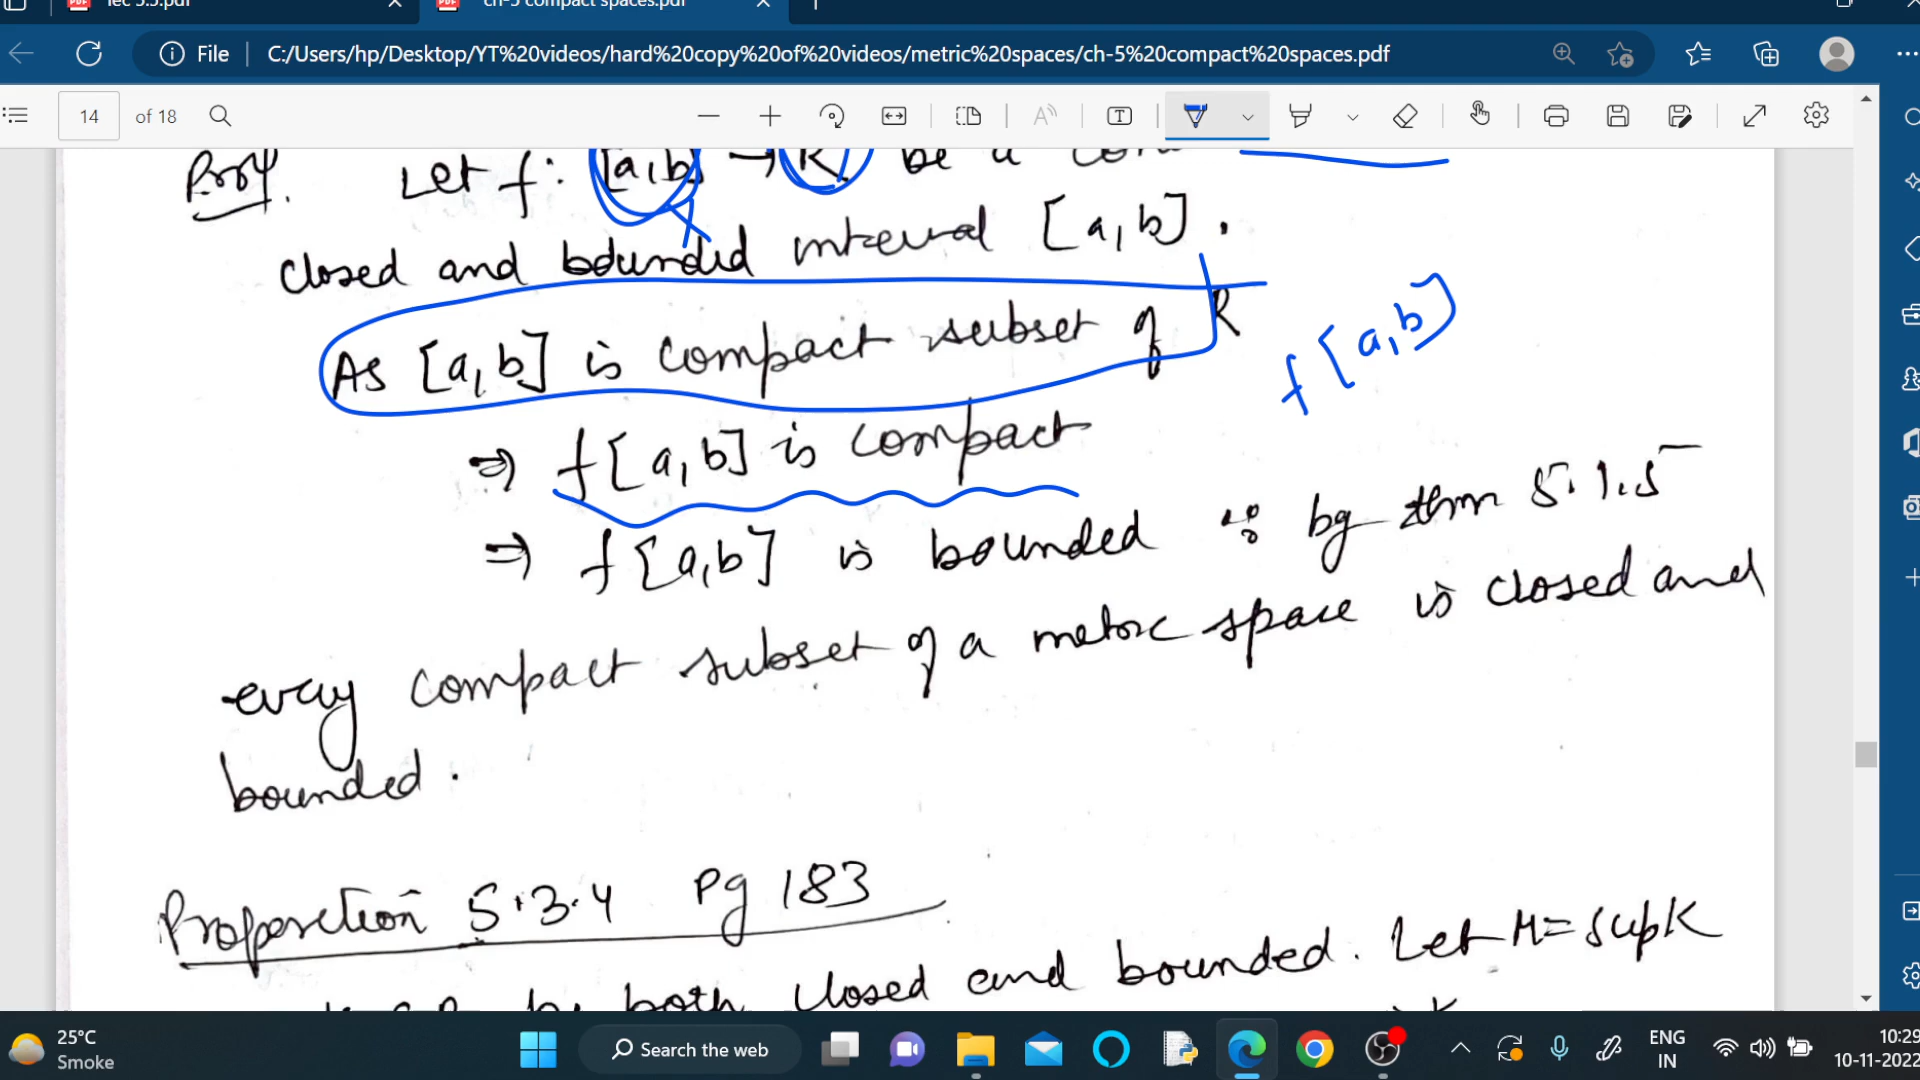 lec 5.5.pdf
ch-5 compact spaces.pdf
File
C:/Users/hp/Desktop/YT%20videos/hard%20copy%20of%20videos/metric%20spaces/ch-5%20compact%20spaces.pdf
14 of 18
Proof. Let f: [a,b] → R be a
closed and bounded interval [a,b].
As [a,b] is compact subset of R
f[a,b]
⇒ f[a,b] is compact
⇒ f[a,b] is bounded ∵ by thm 5.1.5
every compact subset of a metric space is closed and
bounded.
Proposition 5.3.4 Pg 183
be both closed and bounded. Let M = sup K
25°C
Smoke
Search the web
ENG
IN
10:29
10-11-2022